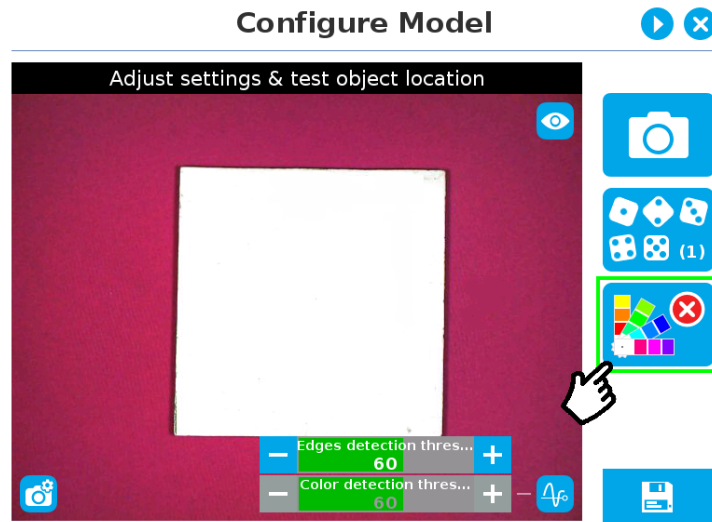 Configure Model
Adjust settings & test object location
(1)
Edges detection thres...
60
Color detection thres...
60